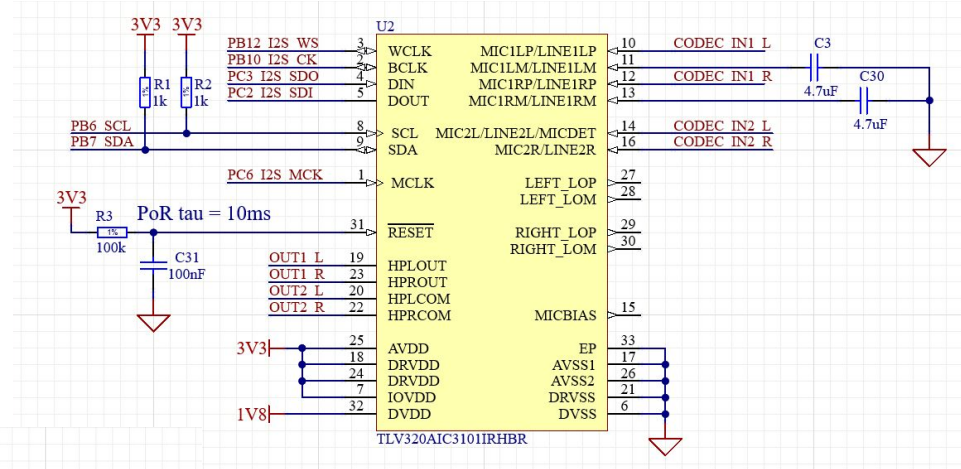 U2
3V3 3V3
PB12 I2S WS 3 WCLK MIC1LP/LINE1LP 10 CODEC IN1 L C3
PB10 I2S CK 2 BCLK MIC1LM/LINE1LM 11
PC3 I2S SDO 4 DIN MIC1RP/LINE1RP 12 CODEC IN1 R C30
R1 R2 PC2 I2S SDI 5 DOUT MIC1RM/LINE1RM 13 4.7uF
1% 1k 1% 1k
4.7uF
PB6 SCL 8 SCL MIC2L/LINE2L/MICDET 14 CODEC IN2 L
PB7 SDA 9 SDA MIC2R/LINE2R 16 CODEC IN2 R
PC6 I2S MCK 1 MCLK LEFT_LOP 27
LEFT_LOM 28
3V3
R3 PoR tau = 10ms
1% 31 RESET RIGHT_LOP 29
100k RIGHT_LOM 30
C31
100nF
OUT1 L 19 HPLOUT
OUT1 R 23 HPROUT
OUT2 L 20 HPLCOM
OUT2 R 22 HPRCOM MICBIAS 15
3V3 25 AVDD EP 33
18 DRVDD AVSS1 17
24 DRVDD AVSS2 26
7 IOVDD DRVSS 21
1V8 32 DVDD DVSS 6
TLV320AIC3101IRHBR